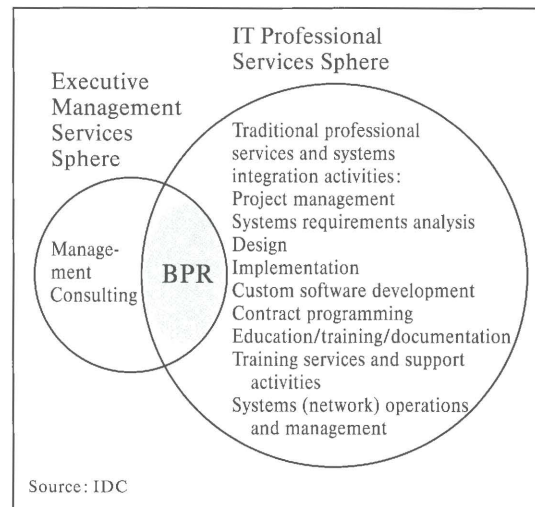 IT Professional
Services Sphere
Executive
Management
Services
Sphere
Manage-
ment
Consulting
BPR
Traditional professional
services and systems
integration activities:
Project management
Systems requirements analysis
Design
Implementation
Custom software development
Contract programming
Education/training/documentation
Training services and support
activities
Systems (network) operations
and management
Source: IDC